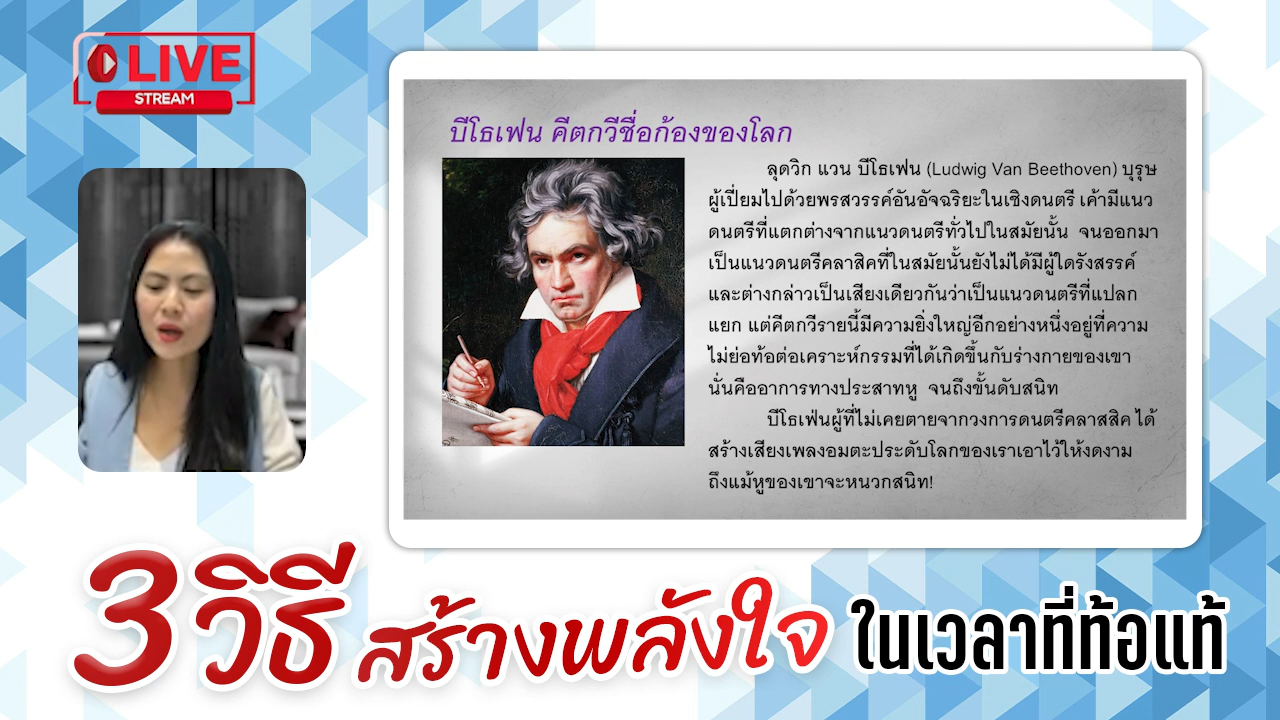 LIVE
STREAM
บีโธเฟน คีตกวีชื่อก้องของโลก
ลุดวิก แวน บีโธเฟน (Ludwig Van Beethoven) บุรุษ
ผู้เปี่ยมไปด้วยพรสวรรค์อันอัจฉริยะในเชิงดนตรี เค้ามีแนว
ดนตรีที่แตกต่างจากแนวดนตรีทั่วไปในสมัยนั้น จนออกมา
เป็นแนวดนตรีคลาสิคที่ในสมัยนั้นยังไม่ได้มีผู้ใดรังสรรค์
และต่างกล่าวเป็นเสียงเดียวกันว่าเป็นแนวดนตรีที่แปลก
แยก แต่คีตกวีรายนี้มีความยิ่งใหญ่อีกอย่างหนึ่งอยู่ที่ความ
ไม่ย่อท้อต่อเคราะห์กรรมที่ได้เกิดขึ้นกับร่างกายของเขา
นั่นคืออาการทางประสาทหู จนถึงขั้นดับสนิท
บีโธเฟ่นผู้ที่ไม่เคยตายจากวงการดนตรีคลาสสิค ได้
สร้างเสียงเพลงอมตะประดับโลกของเราเอาไว้ให้งดงาม
ถึงแม้หูของเขาจะหนวกสนิท!
3 วิธี สร้างพลังใจ ในเวลาที่ท้อแท้